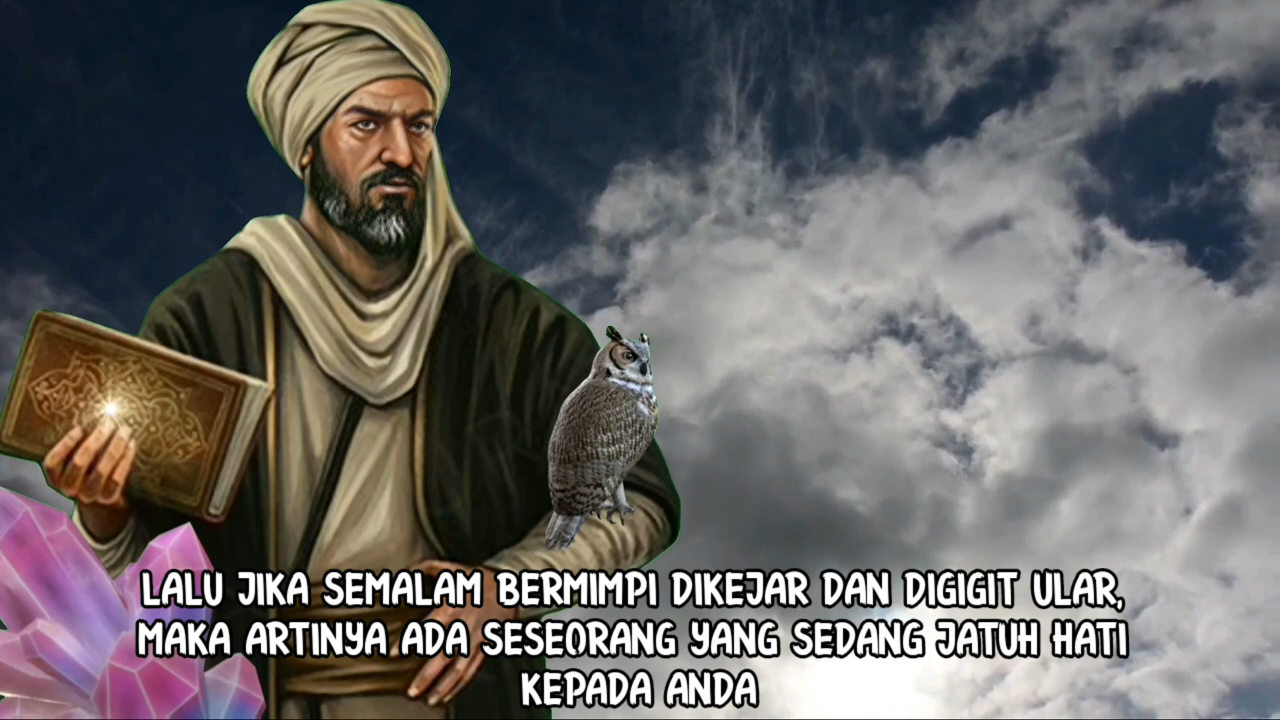 LALU JIKA SEMALAM BERMIMPI DIKEJAR DAN DIGIGIT ULAR,
MAKA ARTINYA ADA SESEORANG YANG SEDANG JATUH HATI
KEPADA ANDA